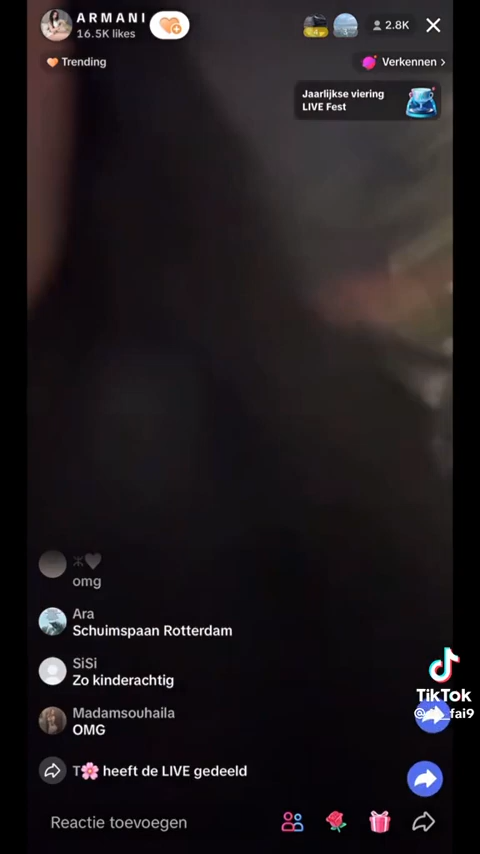 ARMANI
16.5K likes
2.8K
Trending
Verkennen >
Jaarlijkse viering
LIVE Fest
ⵣ🖤
omg
Ara
Schuimspaan Rotterdam
SiSi
Zo kinderachtig
Madamsouhaila
OMG
TikTok
T🌸 heeft de LIVE gedeeld
Reactie toevoegen